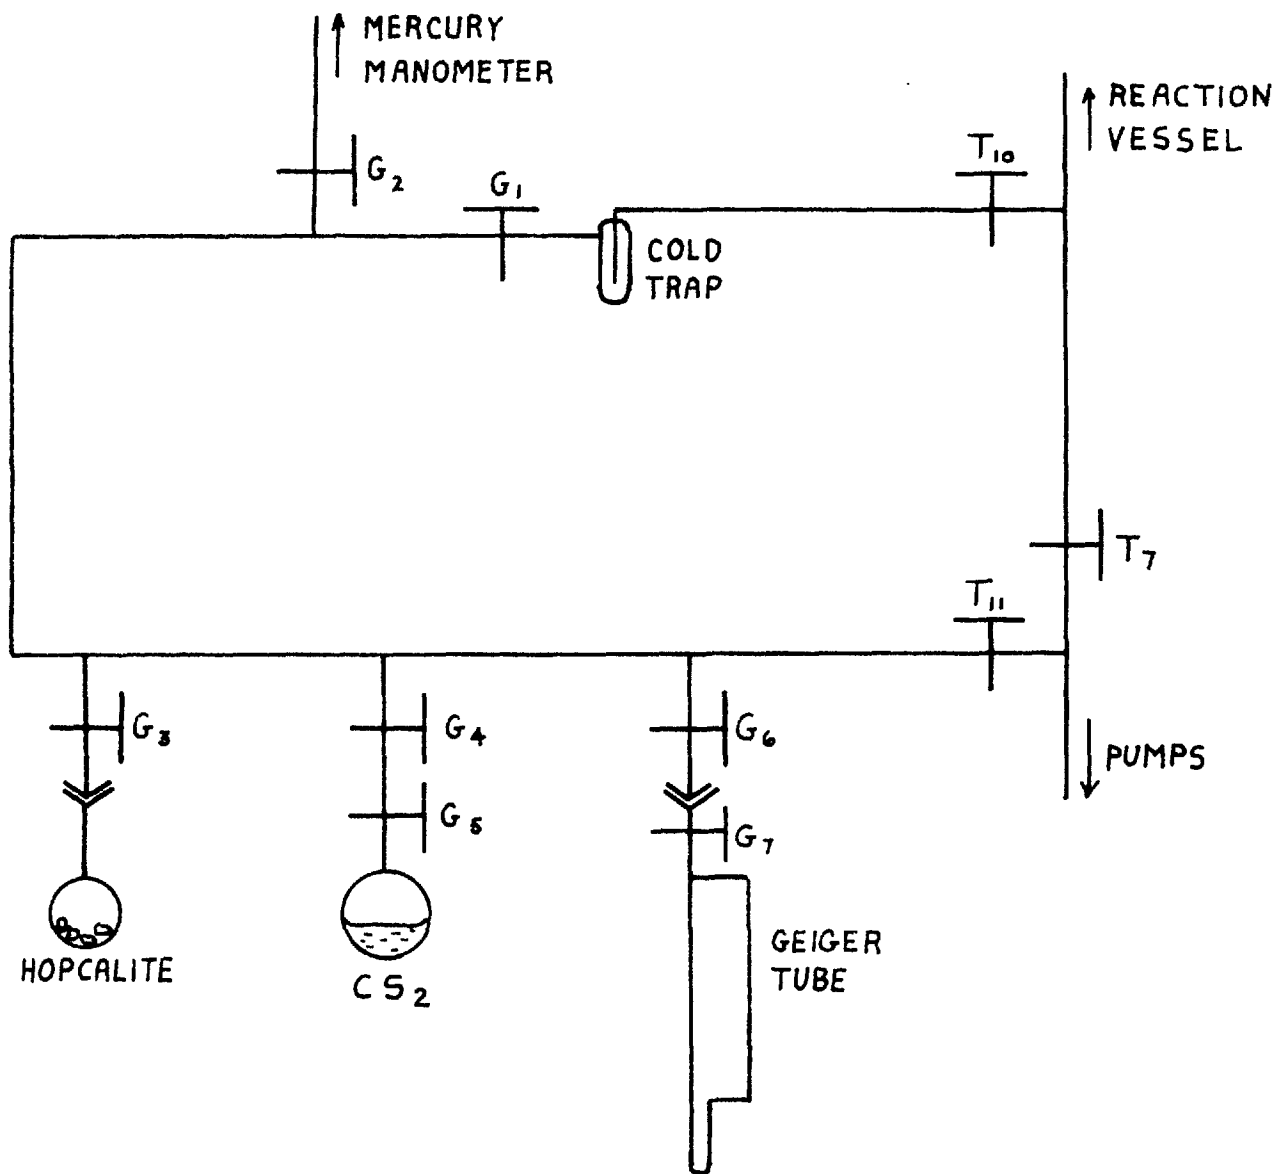 MERCURY
MANOMETER
REACTION
VESSEL
G₂
G₁
T₁₀
COLD
TRAP
T₇
T₁₁
G₃
G₄
G₆
PUMPS
G₅
G₇
HOPCALITE
CS₂
GEIGER
TUBE